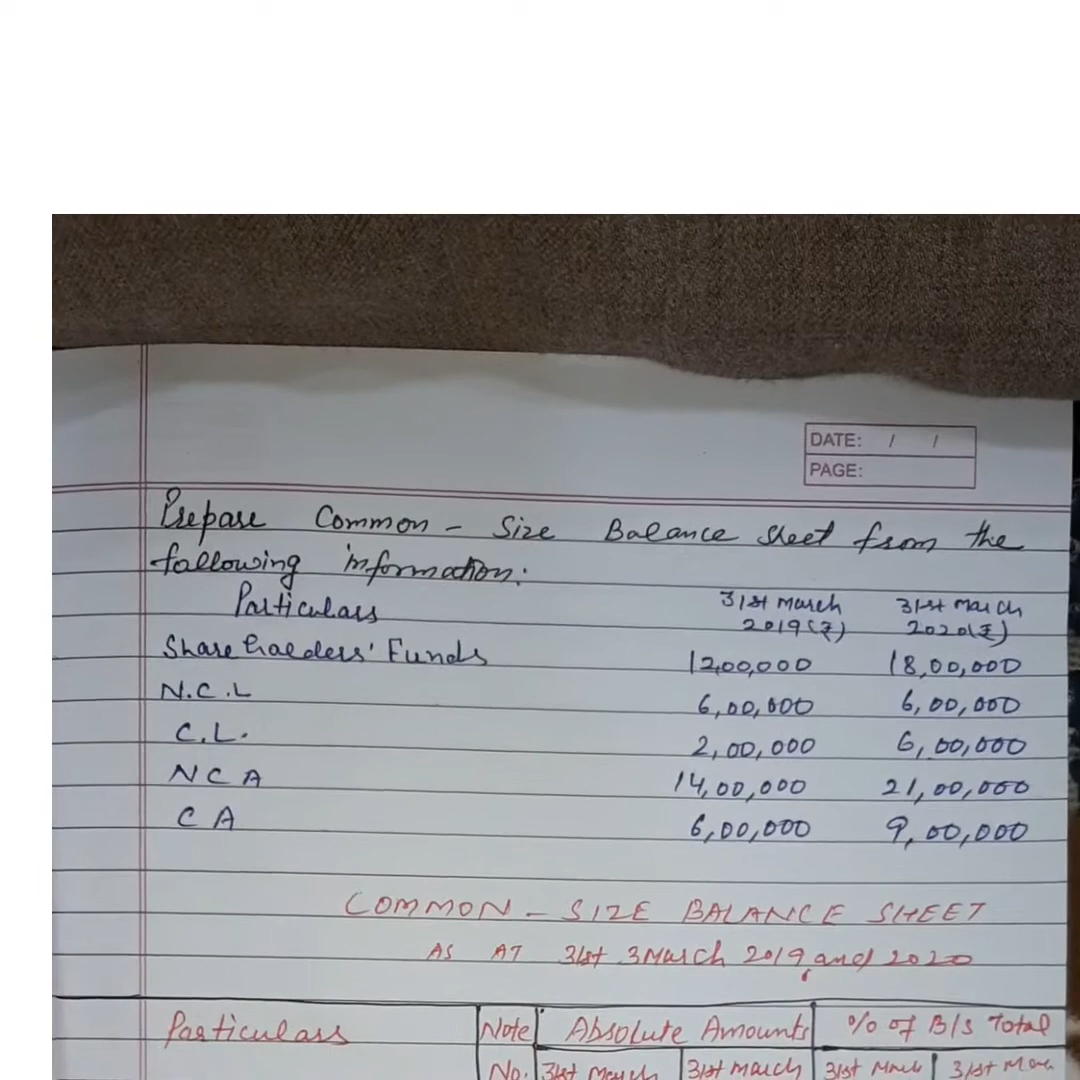 DATE: / /
PAGE:
Prepare Common - Size Balance Sheet from the
following information:
Particulars 31st March 31st March
2019(₹) 2020(₹)
Shareholders' Funds 12,00,000 18,00,000
N.C.L 6,00,000 6,00,000
C.L. 2,00,000 6,00,000
NCA 14,00,000 21,00,000
CA 6,00,000 9,00,000
COMMON - SIZE BALANCE SHEET
AS AT 31st 3March 2019 and 2020
Particulars Note Absolute Amounts % of B/S Total
No. 31st March 31st march 31st March 31st March